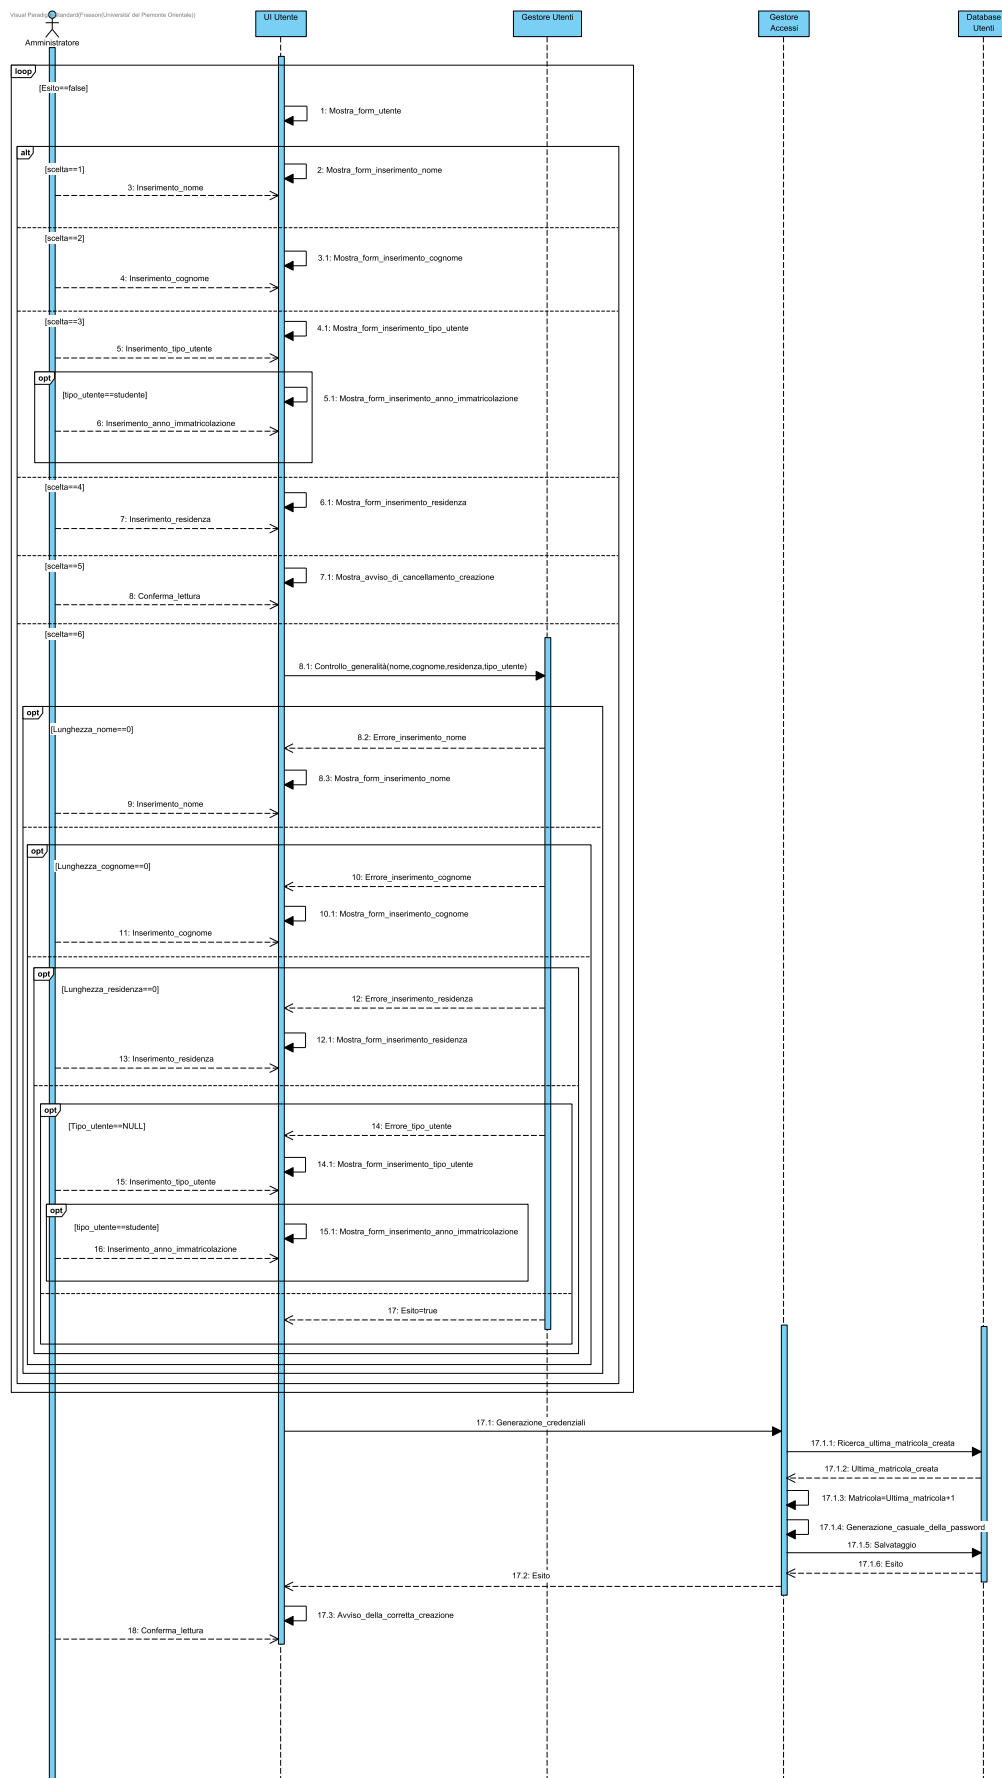 Visual Paradigm Standard(Frasson(Universita' del Piemonte Orientale))
Amministratore
UI Utente
Gestore Utenti
Gestore
Accessi
Database
Utenti
loop
[Esito==false]
1: Mostra_form_utente
alt
[scelta==1]
2: Mostra_form_inserimento_nome
3: Inserimento_nome
[scelta==2]
3.1: Mostra_form_inserimento_cognome
4: Inserimento_cognome
[scelta==3]
4.1: Mostra_form_inserimento_tipo_utente
5: Inserimento_tipo_utente
opt
[tipo_utente==studente]
5.1: Mostra_form_inserimento_anno_immatricolazione
6: Inserimento_anno_immatricolazione
[scelta==4]
6.1: Mostra_form_inserimento_residenza
7: Inserimento_residenza
[scelta==5]
7.1: Mostra_avviso_di_cancellamento_creazione
8: Conferma_lettura
[scelta==6]
8.1: Controllo_generalità(nome,cognome,residenza,tipo_utente)
opt
[Lunghezza_nome==0]
8.2: Errore_inserimento_nome
8.3: Mostra_form_inserimento_nome
9: Inserimento_nome
opt
[Lunghezza_cognome==0]
10: Errore_inserimento_cognome
10.1: Mostra_form_inserimento_cognome
11: Inserimento_cognome
opt
[Lunghezza_residenza==0]
12: Errore_inserimento_residenza
12.1: Mostra_form_inserimento_residenza
13: Inserimento_residenza
opt
[Tipo_utente==NULL]
14: Errore_tipo_utente
14.1: Mostra_form_inserimento_tipo_utente
15: Inserimento_tipo_utente
opt
[tipo_utente==studente]
15.1: Mostra_form_inserimento_anno_immatricolazione
16: Inserimento_anno_immatricolazione
17: Esito=true
17.1: Generazione_credenziali
17.1.1: Ricerca_ultima_matricola_creata
17.1.2: Ultima_matricola_creata
17.1.3: Matricola=Ultima_matricola+1
17.1.4: Generazione_casuale_della_password
17.1.5: Salvataggio
17.1.6: Esito
17.2: Esito
17.3: Avviso_della_corretta_creazione
18: Conferma_lettura